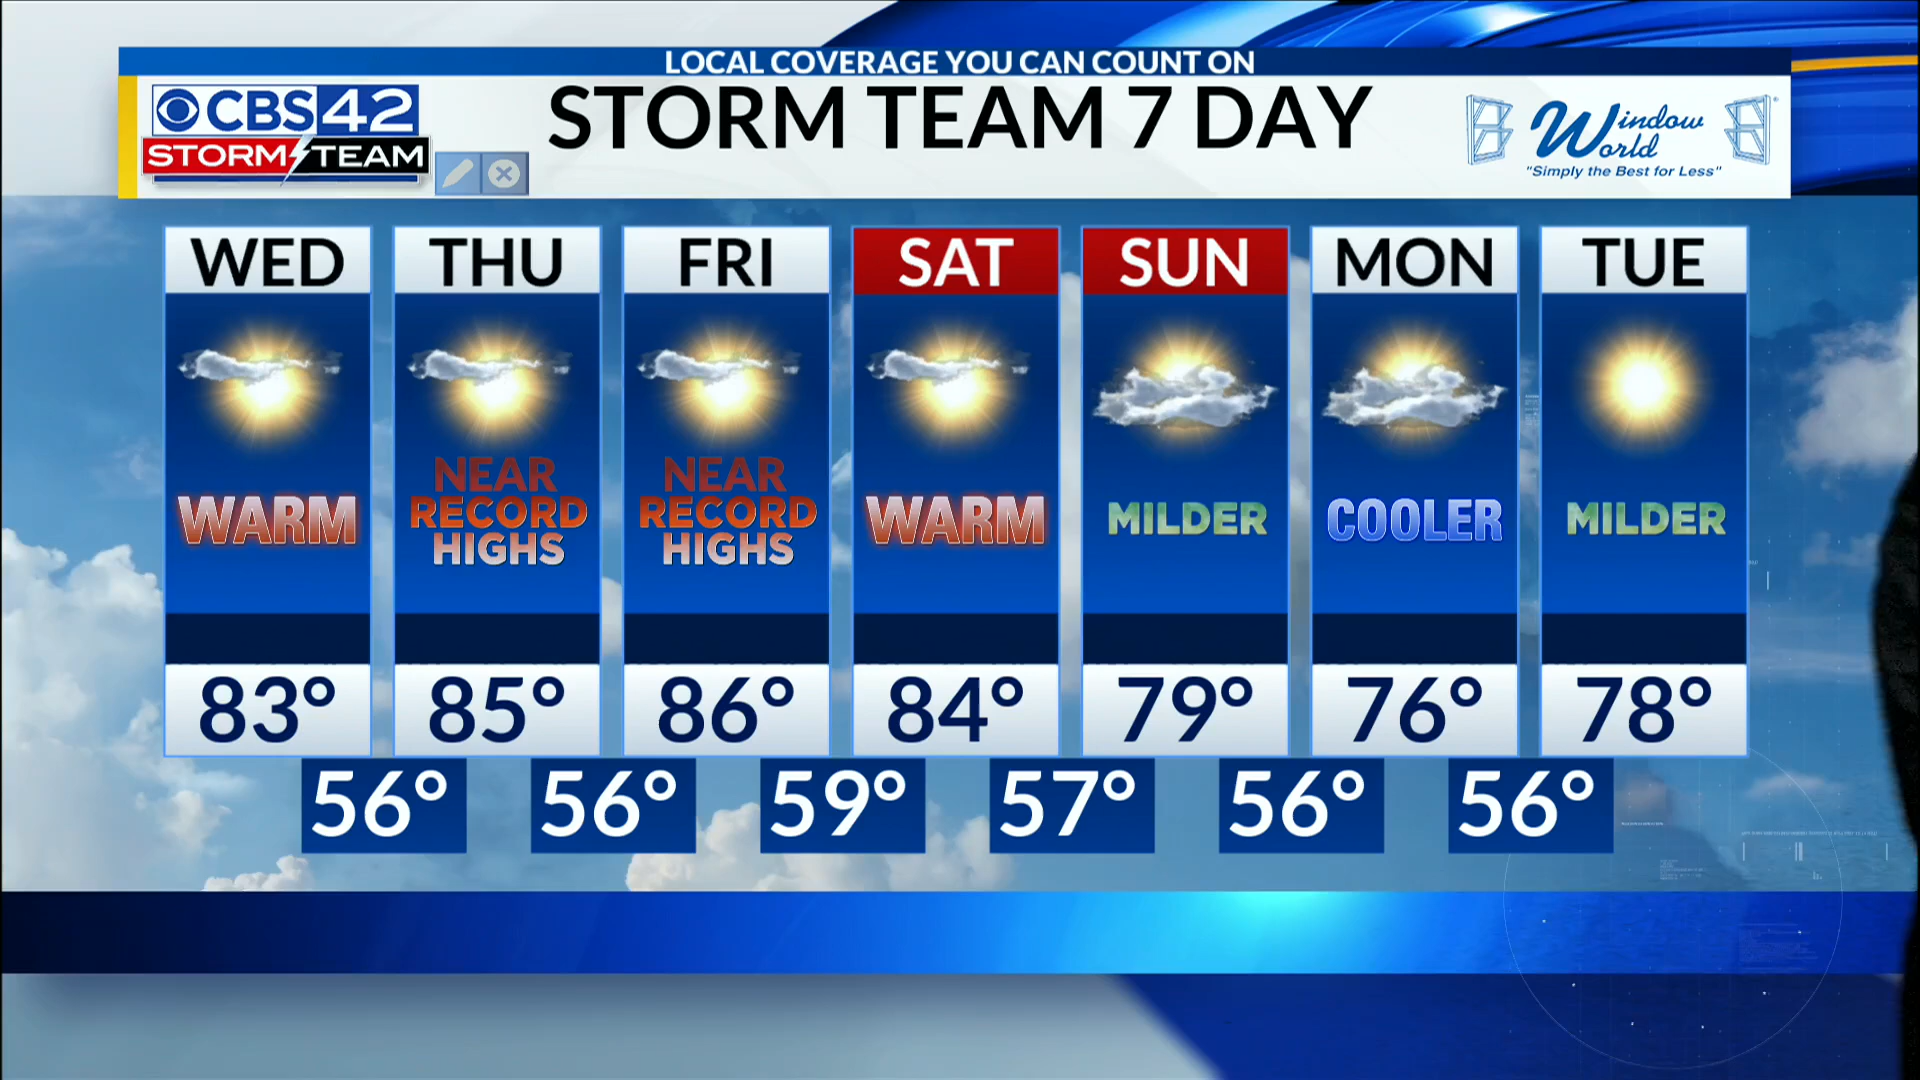 LOCAL COVERAGE YOU CAN COUNT ON
CBS 42
STORM TEAM
STORM TEAM 7 DAY
Window World
"Simply the Best for Less"
WED THU FRI SAT SUN MON TUE
WARM
NEAR RECORD HIGHS
NEAR RECORD HIGHS
WARM
MILDER
COOLER
MILDER
83° 85° 86° 84° 79° 76° 78°
56° 56° 59° 57° 56° 56°